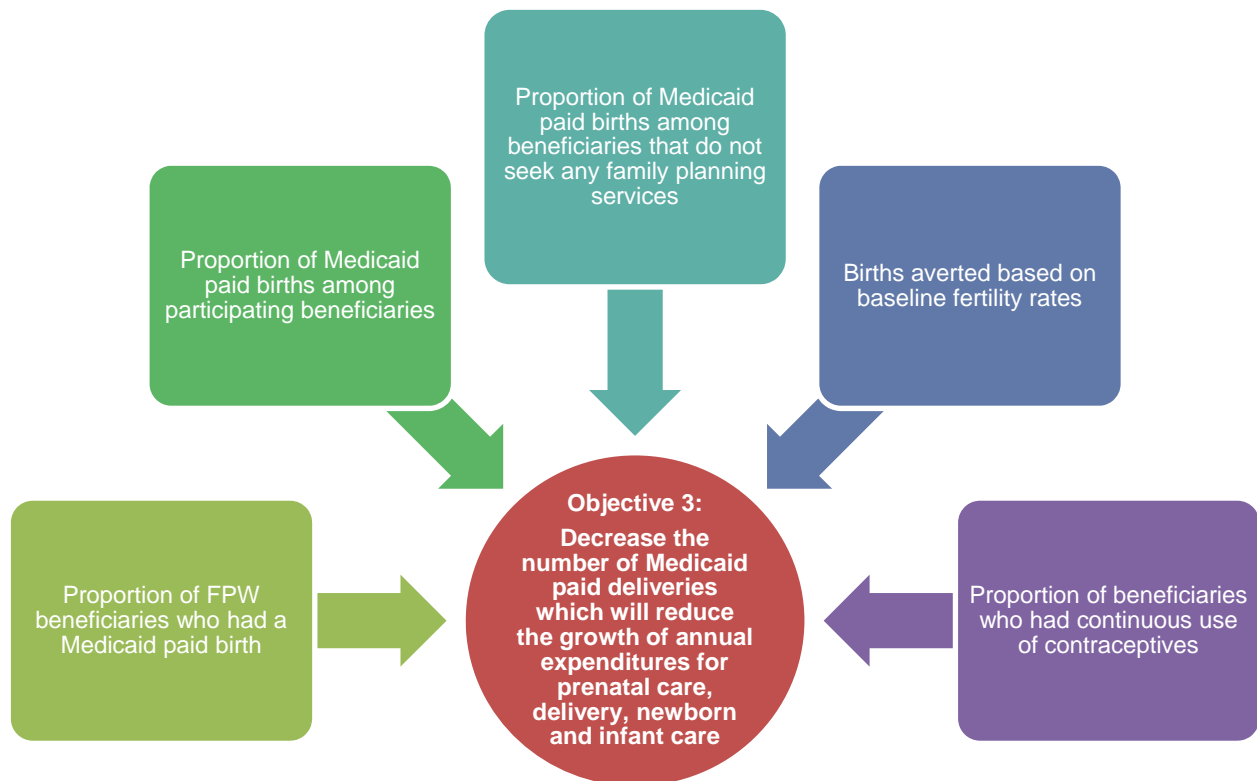 Proportion of Medicaid
paid births among
beneficiaries that do not
seek any family planning
services
Proportion of Medicaid
paid births among
participating beneficiaries
Births averted based on
baseline fertility rates
Proportion of FPW
beneficiaries who had a
Medicaid paid birth
Objective 3:
Decrease the
number of Medicaid
paid deliveries
which will reduce
the growth of annual
expenditures for
prenatal care,
delivery, newborn
and infant care
Proportion of beneficiaries
who had continuous use
of contraceptives